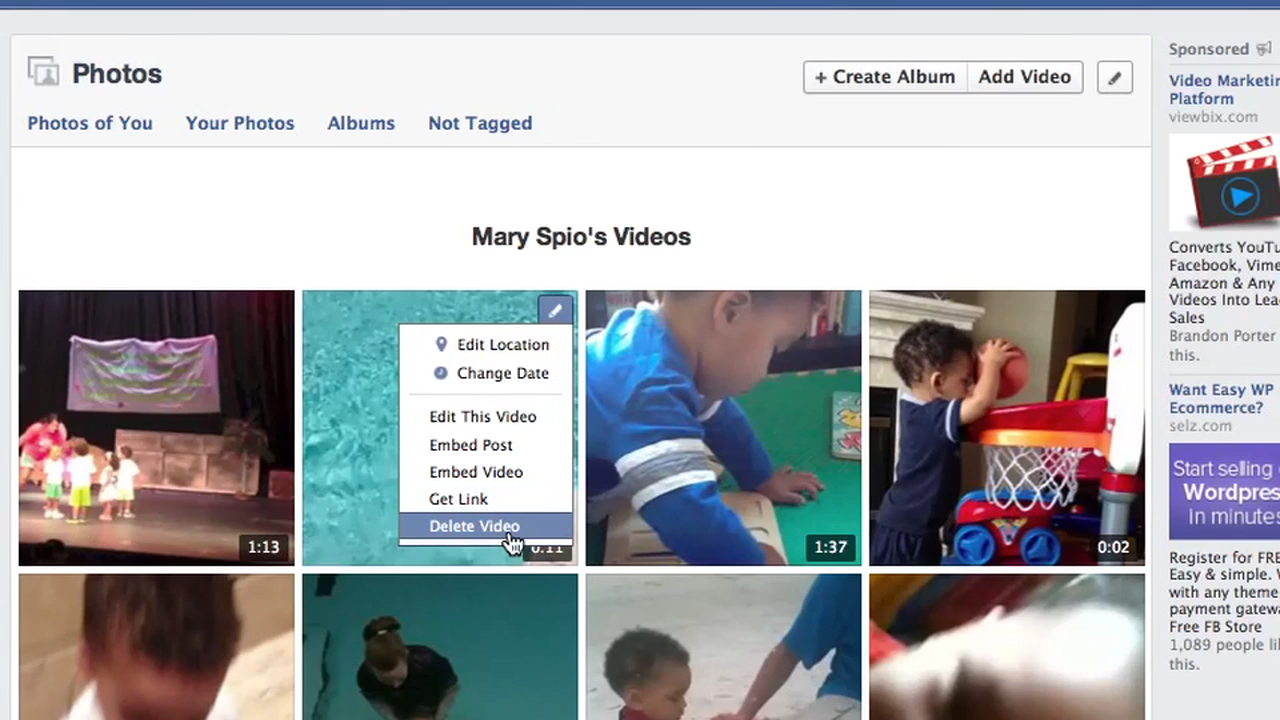 Photos
+ Create Album
Add Video
Photos of You
Your Photos
Albums
Not Tagged
Mary Spio's Videos
Edit Location
Change Date
Edit This Video
Embed Post
Embed Video
Get Link
Delete Video
1:13
0:11
1:37
0:02
Sponsored
Video Marketin
Platform
viewbix.com
Converts YouTu
Facebook, Vime
Amazon & Any
Videos Into Lea
Sales
Brandon Porter
this.
Want Easy WP
Ecommerce?
selz.com
Start selling
Wordpres
In minutes
Register for FRE
Easy & simple.
with any theme
payment gatewa
Free FB Store
1,089 people li
this.